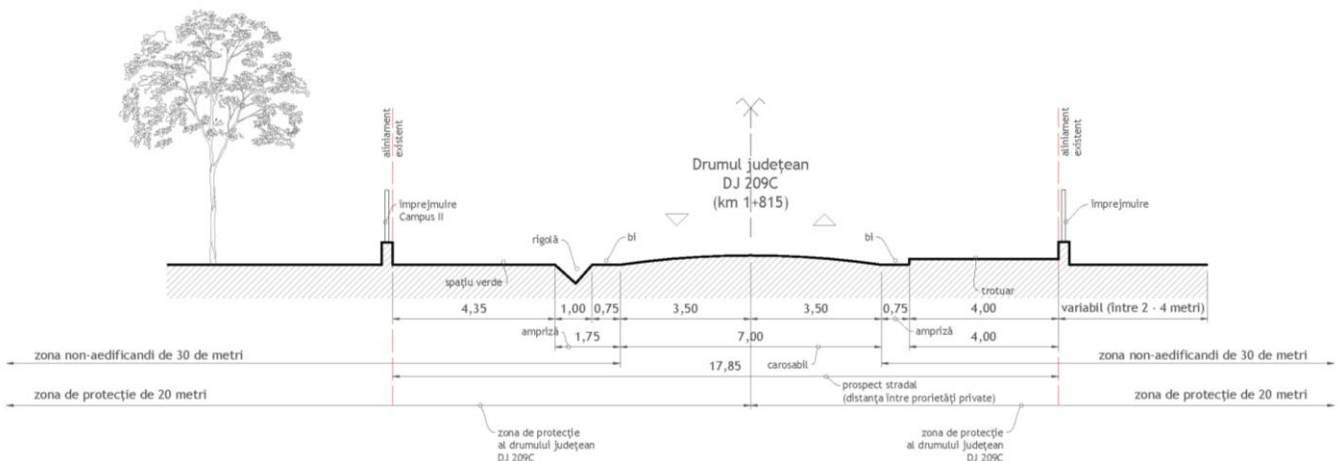 aliniament
existent
aliniament
existent
Drumul județean
DJ 209C
(km 1+815)
împrejmuire
Campus II
împrejmuire
rigolă
bi
bi
spațiu verde
trotuar
4,35
1,00
0,75
3,50
3,50
0,75
4,00
variabil (între 2 - 4 metri)
ampriză
1,75
7,00
ampriză
4,00
zona non-aedificandi de 30 de metri
17,85
carosabil
zona non-aedificandi de 30 de metri
prospect stradal
(distanța între prorietăți private)
zona de protecție de 20 metri
zona de protecție de 20 metri
zona de protecție
al drumului județean
DJ 209C
zona de protecție
al drumului județean
DJ 209C